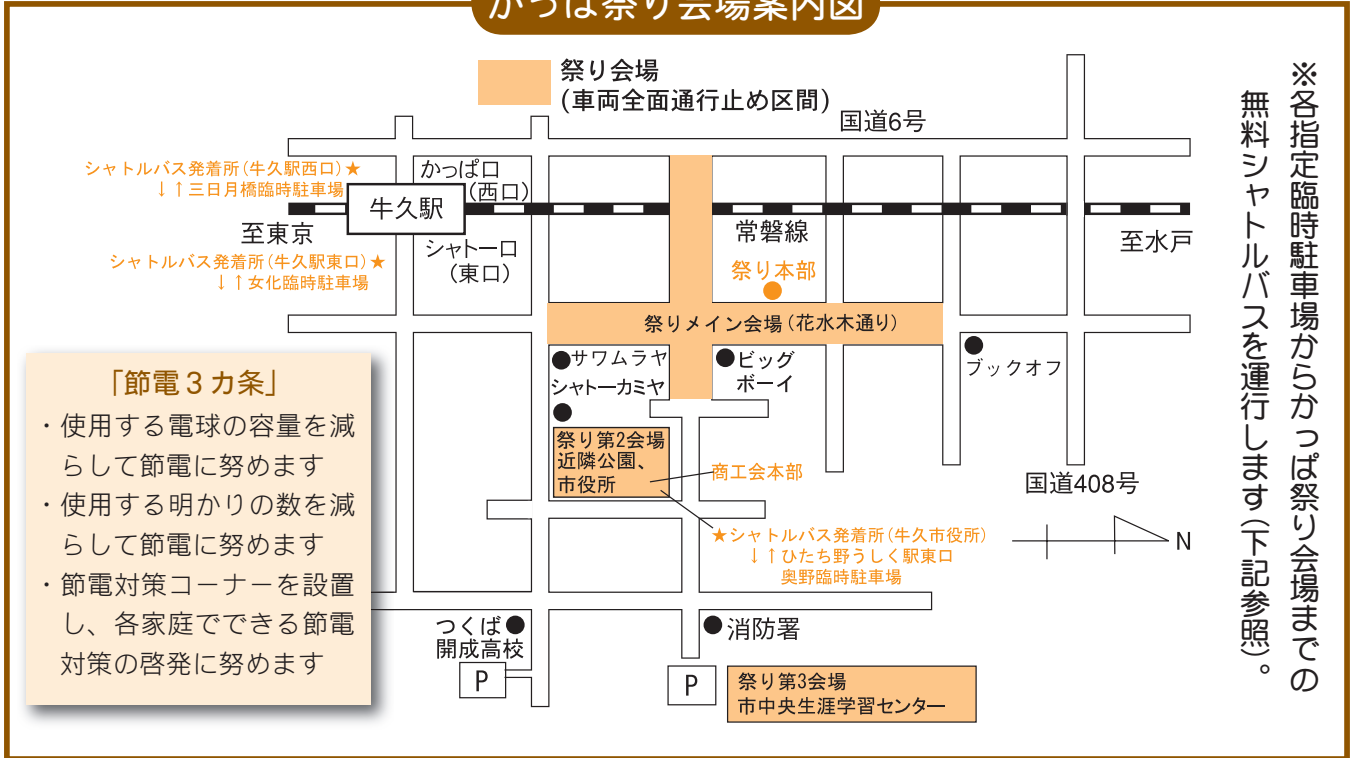 かっぱ祭り会場案内図
祭り会場
(車両全面通行止め区間)
国道6号
シャトルバス発着所(牛久駅西口)★
↓↑三日月橋臨時駐車場
かっぱ口
(西口)
牛久駅
至東京
シャトー口
(東口)
常磐線
至水戸
シャトルバス発着所(牛久駅東口)★
↓↑女化臨時駐車場
祭り本部
祭りメイン会場(花水木通り)
サワムラヤ
シャトーカミヤ
ビッグ
ボーイ
ブックオフ
祭り第2会場
近隣公園、
市役所
商工会本部
国道408号
★シャトルバス発着所(牛久市役所)
↓↑ひたち野うしく駅東口
奥野臨時駐車場
N
つくば
開成高校
消防署
P
P
祭り第3会場
市中央生涯学習センター
「節電3カ条」
・使用する電球の容量を減
らして節電に努めます
・使用する明かりの数を減
らして節電に努めます
・節電対策コーナーを設置
し、各家庭でできる節電
対策の啓発に努めます
※各指定臨時駐車場からかっぱ祭り会場までの
無料シャトルバスを運行します(下記参照)。